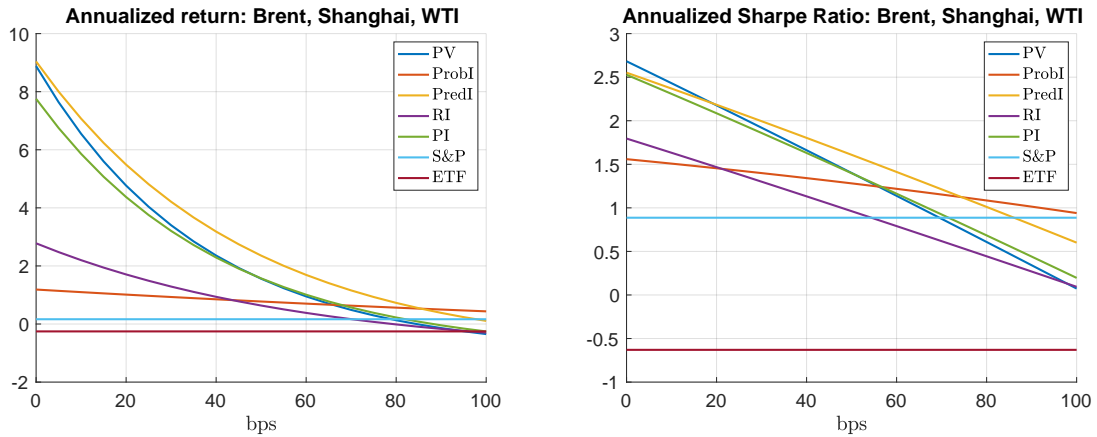 Annualized return: Brent, Shanghai, WTI
10
8
6
4
2
0
-2
0 20 40 60 80 100
bps
PV
ProbI
PredI
RI
PI
S&P
ETF
Annualized Sharpe Ratio: Brent, Shanghai, WTI
3
2.5
2
1.5
1
0.5
0
-0.5
-1
0 20 40 60 80 100
bps
PV
ProbI
PredI
RI
PI
S&P
ETF